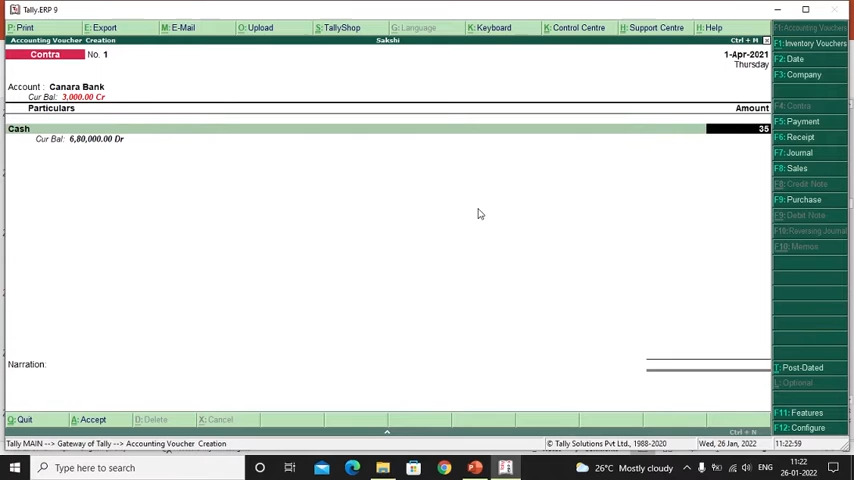 Tally.ERP 9
P: Print E: Export M: E-Mail O: Upload S: TallyShop G: Language K: Keyboard K: Control Centre H: Support Centre H: Help
Accounting Voucher Creation Sakshi Ctrl + M
Contra No. 1 1-Apr-2021
Thursday
Account : Canara Bank
Cur Bal: 3,000.00 Cr
Particulars Amount
Cash 35
Cur Bal: 6,80,000.00 Dr
Narration:
F1: Accounting Vouchers
F1: Inventory Vouchers
F2: Date
F3: Company
F4: Contra
F5: Payment
F6: Receipt
F7: Journal
F8: Sales
F8: Credit Note
F9: Purchase
F9: Debit Note
F10: Reversing Journal
F10: Memos
T: Post-Dated
L: Optional
F11: Features
F12: Configure
Q: Quit A: Accept D: Delete X: Cancel
Ctrl + N
Tally MAIN --> Gateway of Tally --> Accounting Voucher Creation © Tally Solutions Pvt Ltd., 1988-2020 Wed, 26 Jan, 2022 11:22:59
Type here to search 26°C Mostly cloudy ENG 11:22
26-01-2022